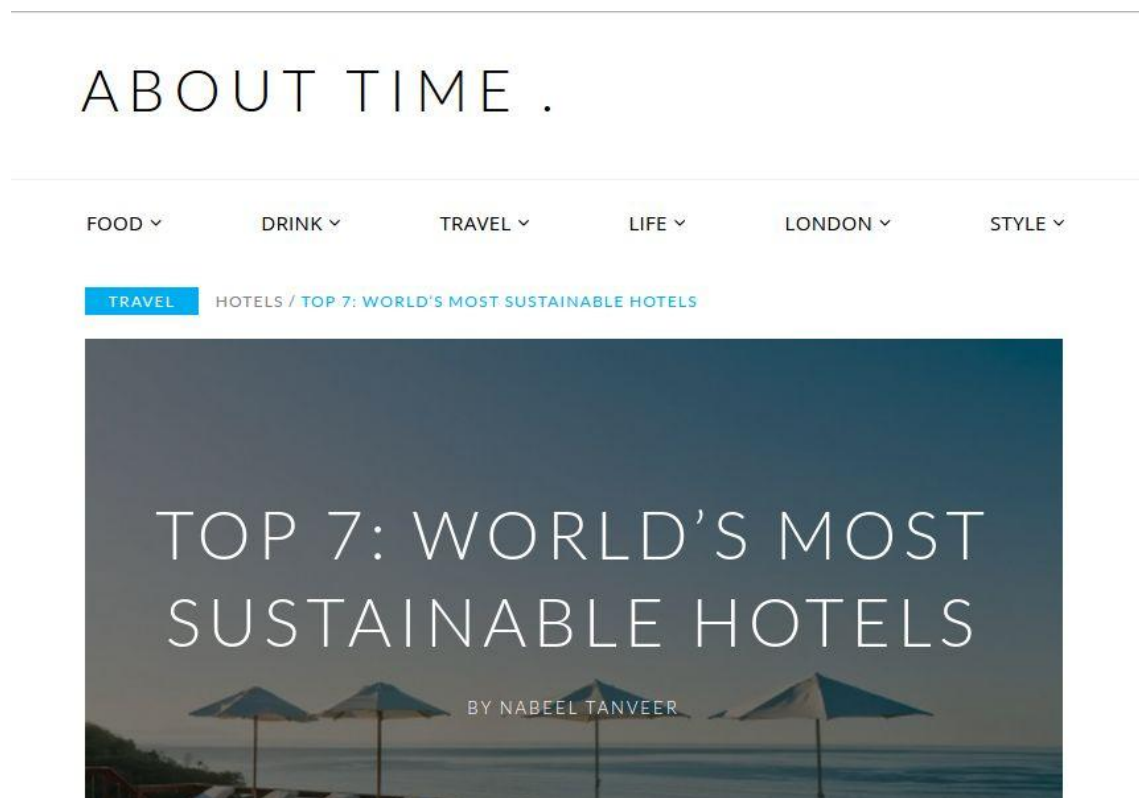 ABOUT TIME .
FOOD DRINK TRAVEL LIFE LONDON STYLE
TRAVEL HOTELS / TOP 7: WORLD'S MOST SUSTAINABLE HOTELS
TOP 7: WORLD’S MOST
SUSTAINABLE HOTELS
BY NABEEL TANVEER